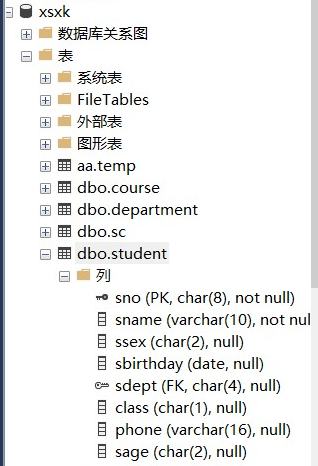 xsxk
数据库关系图
表
系统表
FileTables
外部表
图形表
aa.temp
dbo.course
dbo.department
dbo.sc
dbo.student
列
sno (PK, char(8), not null)
sname (varchar(10), not nul
ssex (char(2), null)
sbirthday (date, null)
sdept (FK, char(4), null)
class (char(1), null)
phone (varchar(16), null)
sage (char(2), null)